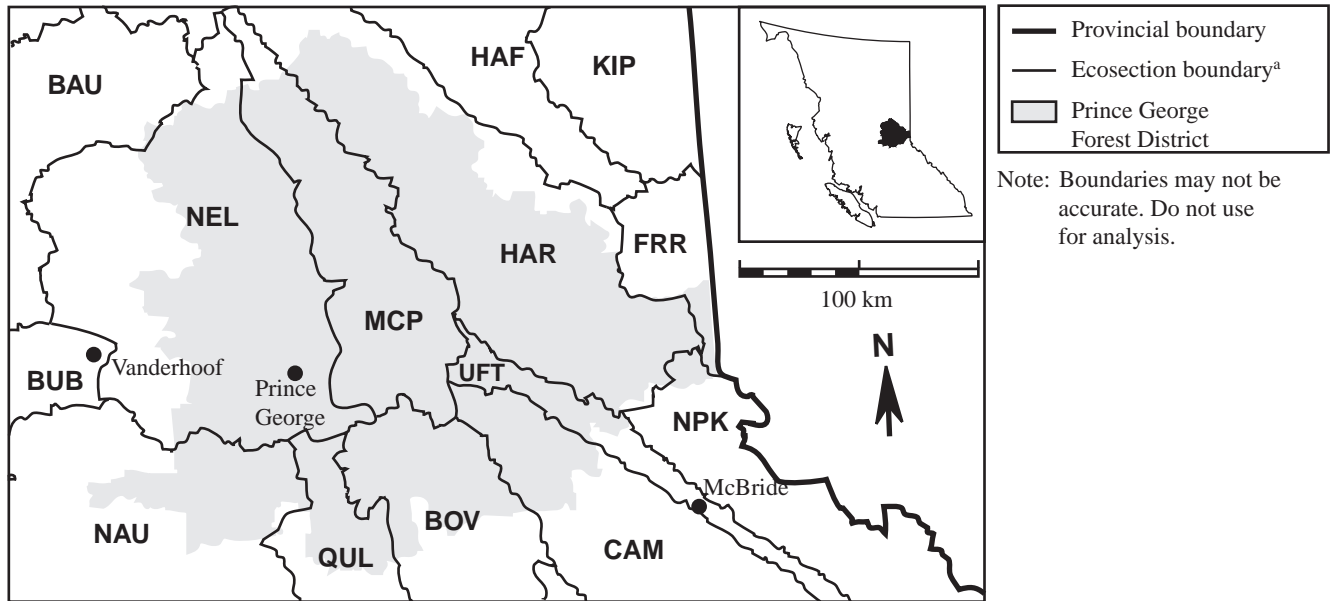 HAF
KIP
BAU
NEL
FRR
HAR
MCP
Vanderhoof
BUB
UFT
Prince
George
NPK
McBride
NAU
BOV
QUL
CAM
100 km
N
Provincial boundary
Ecosection boundarya
Prince George
Forest District
Note: Boundaries may not be
accurate. Do not use
for analysis.